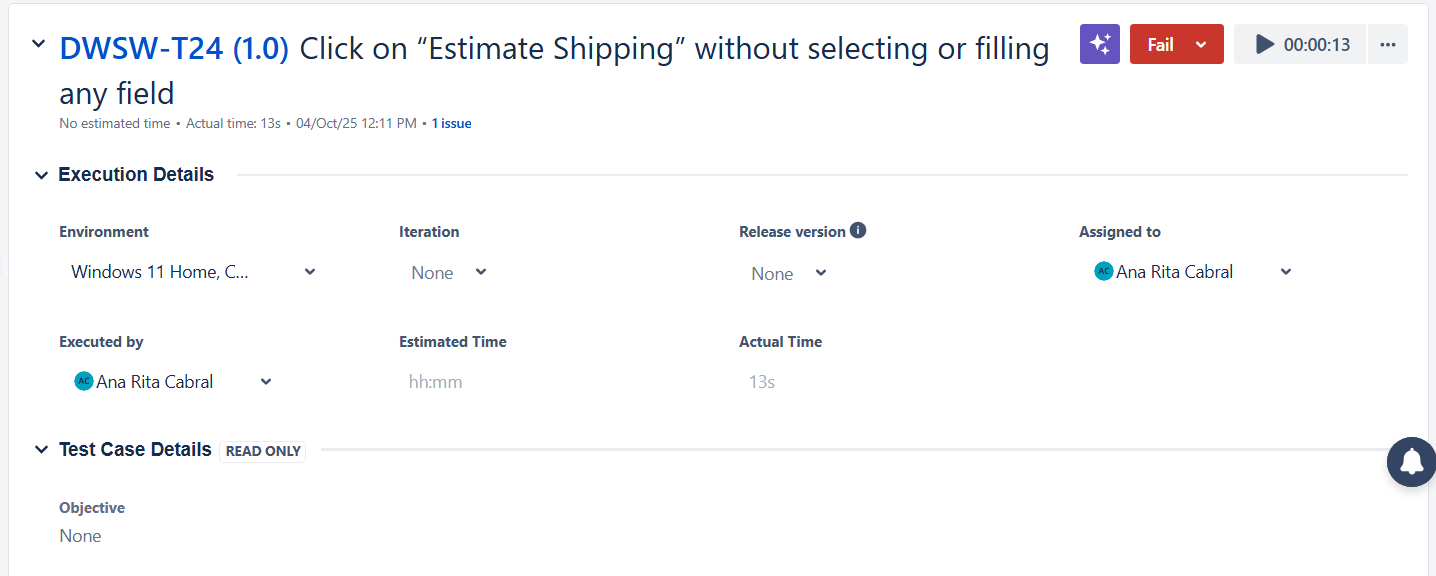 DWSW-T24 (1.0) Click on “Estimate Shipping” without selecting or filling
any field
Fail
00:00:13
No estimated time • Actual time: 13s • 04/Oct/25 12:11 PM • 1 issue
Execution Details
Environment
Iteration
Release version
Assigned to
Windows 11 Home, C...
None
None
AC Ana Rita Cabral
Executed by
Estimated Time
Actual Time
AC Ana Rita Cabral
hh:mm
13s
Test Case Details READ ONLY
Objective
None